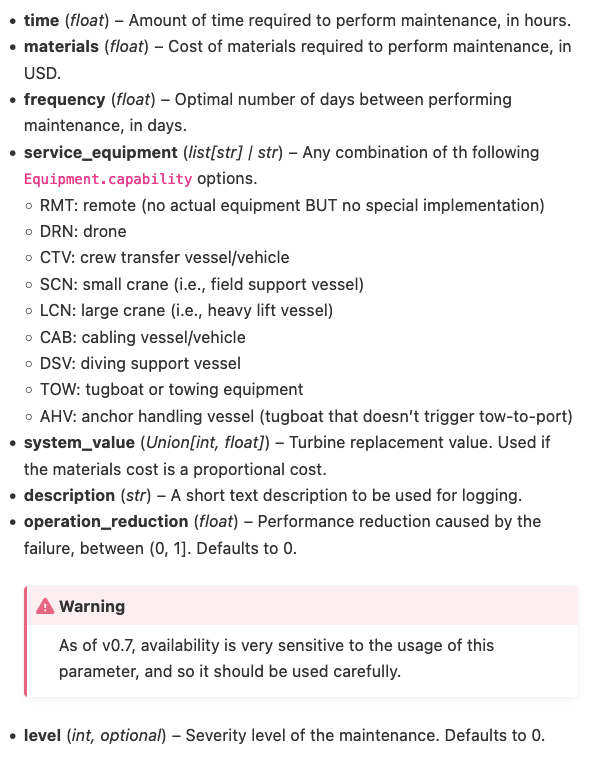 • time (float) – Amount of time required to perform maintenance, in hours.
• materials (float) – Cost of materials required to perform maintenance, in
USD.
• frequency (float) – Optimal number of days between performing
maintenance, in days.
• service_equipment (list[str] | str) – Any combination of th following
Equipment.capability options.
◦ RMT: remote (no actual equipment BUT no special implementation)
◦ DRN: drone
◦ CTV: crew transfer vessel/vehicle
◦ SCN: small crane (i.e., field support vessel)
◦ LCN: large crane (i.e., heavy lift vessel)
◦ CAB: cabling vessel/vehicle
◦ DSV: diving support vessel
◦ TOW: tugboat or towing equipment
◦ AHV: anchor handling vessel (tugboat that doesn’t trigger tow-to-port)
• system_value (Union[int, float]) – Turbine replacement value. Used if
the materials cost is a proportional cost.
• description (str) – A short text description to be used for logging.
• operation_reduction (float) – Performance reduction caused by the
failure, between (0, 1]. Defaults to 0.
Warning
As of v0.7, availability is very sensitive to the usage of this
parameter, and so it should be used carefully.
• level (int, optional) – Severity level of the maintenance. Defaults to 0.